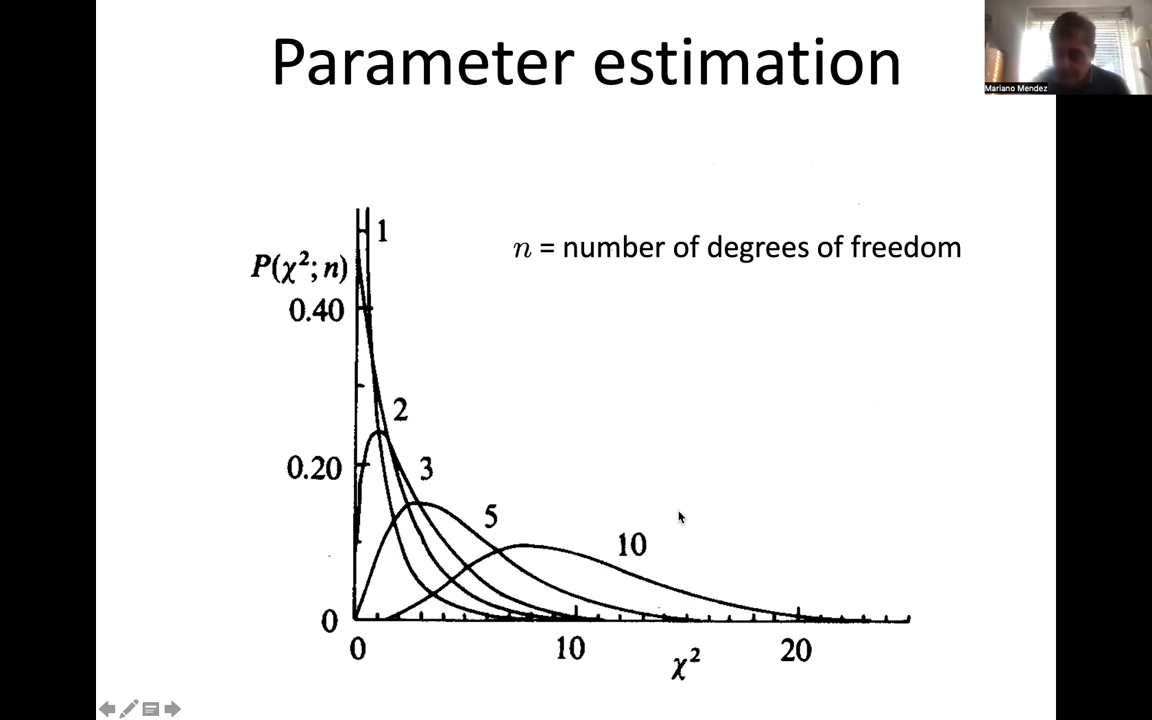 Parameter estimation
Mariano Mendez
1
n = number of degrees of freedom
P(χ²; n)
0.40
2
0.20
3
5
10
0
0
10
χ²
20